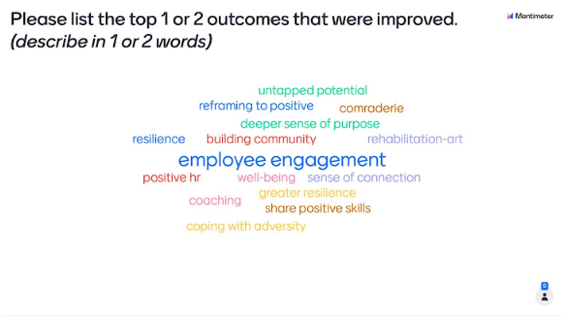 Please list the top 1 or 2 outcomes that were improved.
(describe in 1 or 2 words)
Mentimeter
untapped potential
reframing to positive
comraderie
deeper sense of purpose
resilience
building community
rehabilitation-art
employee engagement
positive hr
well-being
sense of connection
greater resilience
coaching
share positive skills
coping with adversity